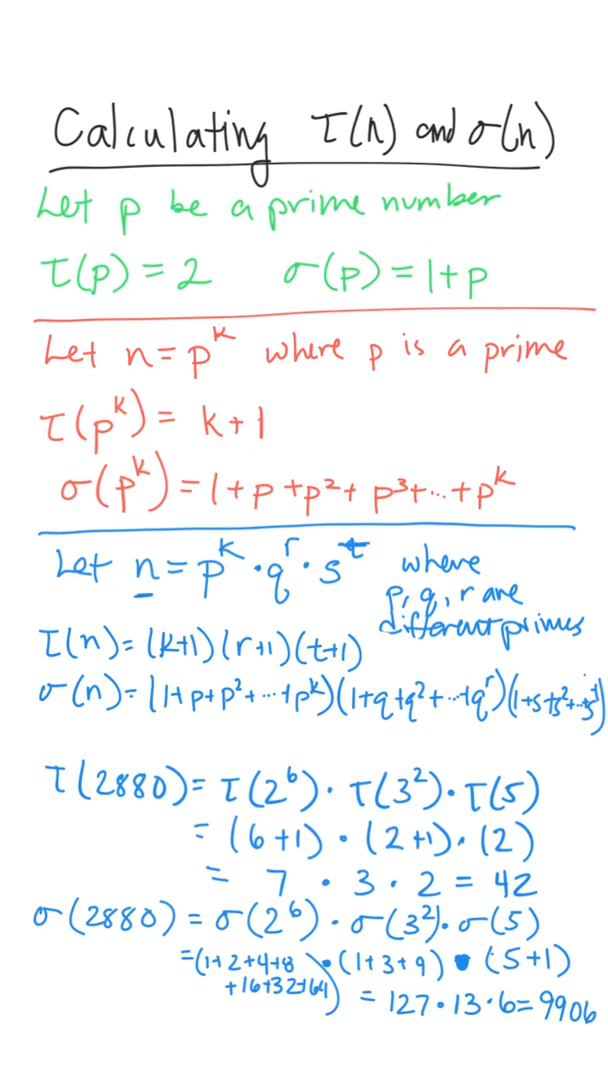 Calculating τ(n) and σ(n)
Let p be a prime number
τ(p) = 2 σ(p) = 1+p
Let n = p^k where p is a prime
τ(p^k) = k+1
σ(p^k) = 1+p+p²+p³+...+p^k
Let n = p^k · q^r · s^t where
p, q, r are
different primes
τ(n) = (k+1)(r+1)(t+1)
σ(n) = (1+p+p²+...+p^k)(1+q+q²+...+q^r)(1+s+s²+...+s^t)
τ(2880) = τ(2⁶) · τ(3²) · τ(5)
= (6+1) · (2+1) · (2)
= 7 · 3 · 2 = 42
σ(2880) = σ(2⁶) · σ(3²) · σ(5)
= (1+2+4+8 · (1+3+9) · (5+1)
+16+32+64)
= 127 · 13 · 6 = 9906